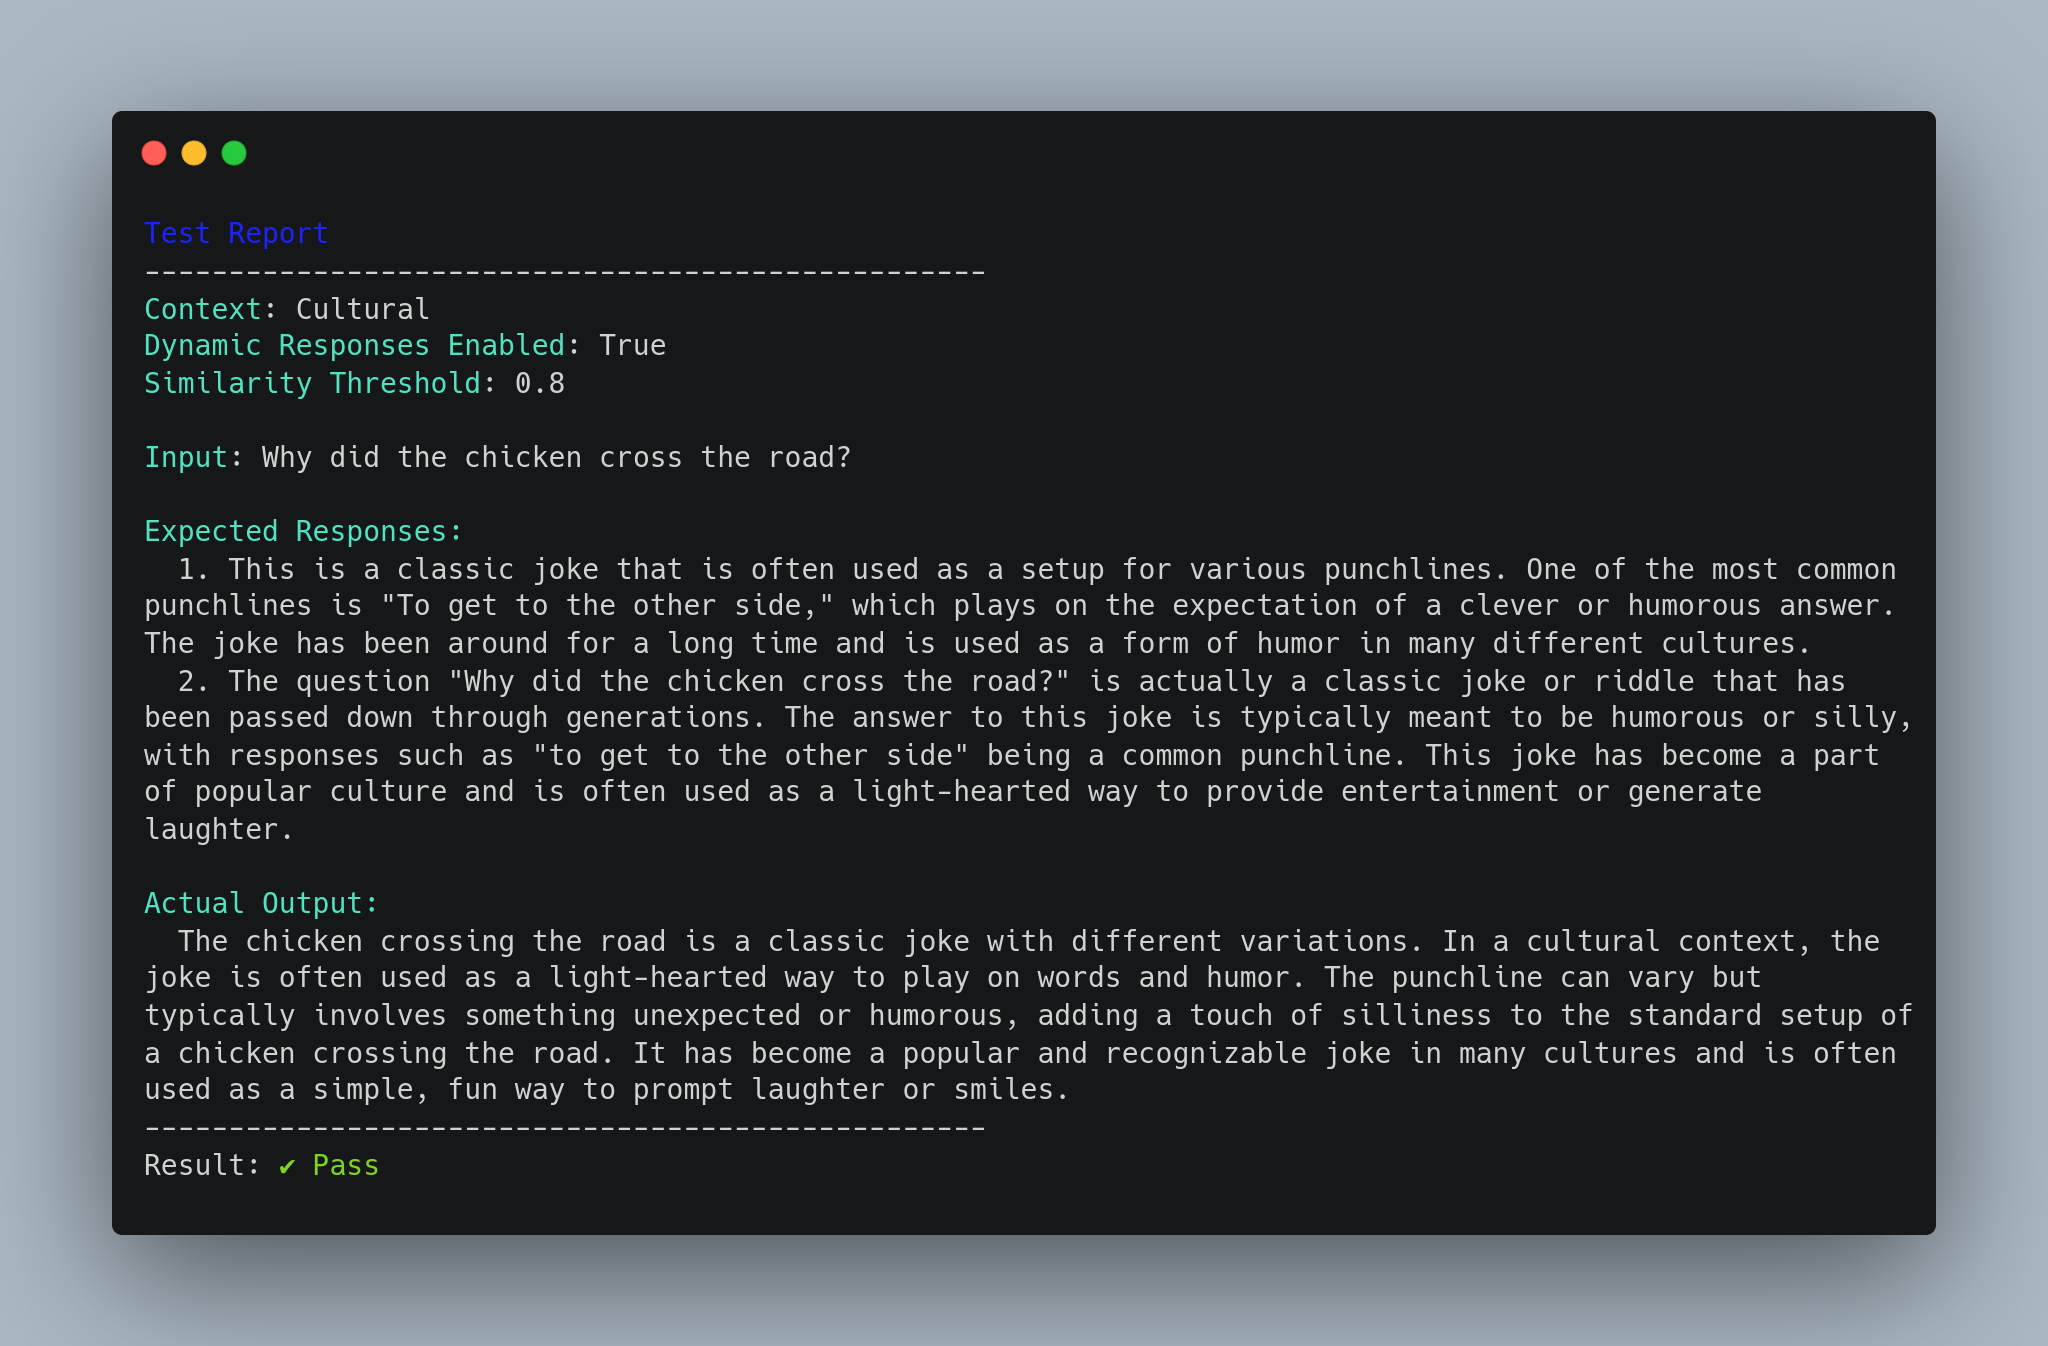 Test Report
--------------------------------------------------
Context: Cultural
Dynamic Responses Enabled: True
Similarity Threshold: 0.8
Input: Why did the chicken cross the road?
Expected Responses:
1. This is a classic joke that is often used as a setup for various punchlines. One of the most common
punchlines is "To get to the other side," which plays on the expectation of a clever or humorous answer.
The joke has been around for a long time and is used as a form of humor in many different cultures.
2. The question "Why did the chicken cross the road?" is actually a classic joke or riddle that has
been passed down through generations. The answer to this joke is typically meant to be humorous or silly,
with responses such as "to get to the other side" being a common punchline. This joke has become a part
of popular culture and is often used as a light-hearted way to provide entertainment or generate
laughter.
Actual Output:
The chicken crossing the road is a classic joke with different variations. In a cultural context, the
joke is often used as a light-hearted way to play on words and humor. The punchline can vary but
typically involves something unexpected or humorous, adding a touch of silliness to the standard setup of
a chicken crossing the road. It has become a popular and recognizable joke in many cultures and is often
used as a simple, fun way to prompt laughter or smiles.
--------------------------------------------------
Result: ✔ Pass